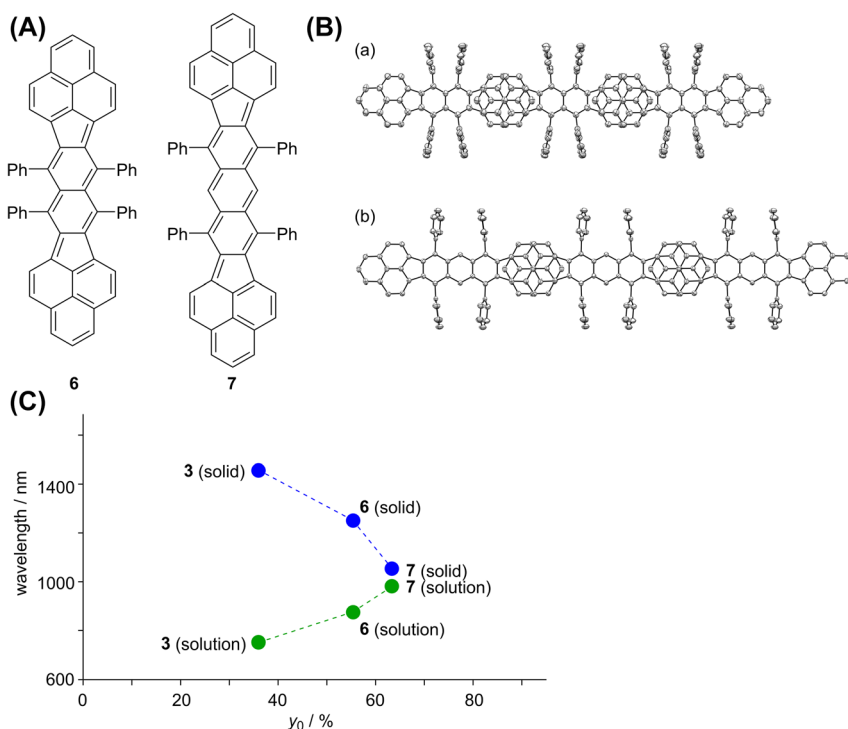 (A)
Ph Ph
Ph Ph
6
Ph Ph
Ph Ph
7
(B)
(a)
(b)
(C)
wavelength / nm
1400
1000
600
0 20 40 60 80
y0 / %
3 (solid)
6 (solid)
7 (solid)
7 (solution)
6 (solution)
3 (solution)